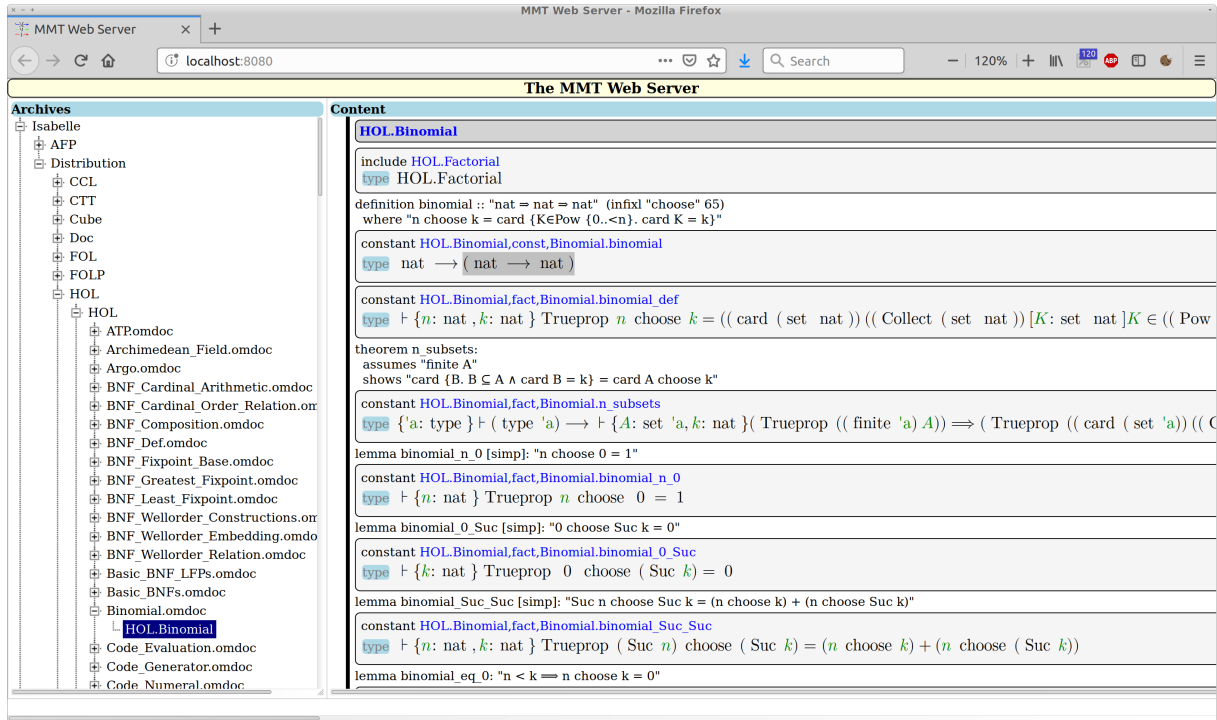 MMT Web Server - Mozilla Firefox
MMT Web Server
localhost:8080
Search
120%
120
ABP
The MMT Web Server
Archives
Isabelle
AFP
Distribution
CCL
CTT
Cube
Doc
FOL
FOLP
HOL
HOL
ATP.omdoc
Archimedean_Field.omdoc
Argo.omdoc
BNF_Cardinal_Arithmetic.omdoc
BNF_Cardinal_Order_Relation.om
BNF_Composition.omdoc
BNF_Def.omdoc
BNF_Fixpoint_Base.omdoc
BNF_Greatest_Fixpoint.omdoc
BNF_Least_Fixpoint.omdoc
BNF_Wellorder_Constructions.om
BNF_Wellorder_Embedding.omdo
BNF_Wellorder_Relation.omdoc
Basic_BNF_LFPs.omdoc
Basic_BNFs.omdoc
Binomial.omdoc
HOL.Binomial
Code_Evaluation.omdoc
Code_Generator.omdoc
Code_Numeral.omdoc
Content
HOL.Binomial
include HOL.Factorial
type HOL.Factorial
definition binomial :: "nat ⇒ nat ⇒ nat" (infixl "choose" 65)
where "n choose k = card {K∈Pow {0..<n}. card K = k}"
constant HOL.Binomial,const,Binomial.binomial
type nat ⟶ ( nat ⟶ nat )
constant HOL.Binomial,fact,Binomial.binomial_def
type ⊢ {n: nat , k: nat } Trueprop n choose k = (( card ( set nat )) (( Collect ( set nat )) [K: set nat ]K ∈ (( Pow
theorem n_subsets:
assumes "finite A"
shows "card {B. B ⊆ A ∧ card B = k} = card A choose k"
constant HOL.Binomial,fact,Binomial.n_subsets
type {'a: type } ⊢ ( type 'a) ⟶ ⊢ {A: set 'a, k: nat }( Trueprop (( finite 'a) A)) ⟹ ( Trueprop (( card ( set 'a)) (( C
lemma binomial_n_0 [simp]: "n choose 0 = 1"
constant HOL.Binomial,fact,Binomial.binomial_n_0
type ⊢ {n: nat } Trueprop n choose 0 = 1
lemma binomial_0_Suc [simp]: "0 choose Suc k = 0"
constant HOL.Binomial,fact,Binomial.binomial_0_Suc
type ⊢ {k: nat } Trueprop 0 choose ( Suc k) = 0
lemma binomial_Suc_Suc [simp]: "Suc n choose Suc k = (n choose k) + (n choose Suc k)"
constant HOL.Binomial,fact,Binomial.binomial_Suc_Suc
type ⊢ {n: nat , k: nat } Trueprop ( Suc n) choose ( Suc k) = (n choose k) + (n choose ( Suc k))
lemma binomial_eq_0: "n < k ⟹ n choose k = 0"